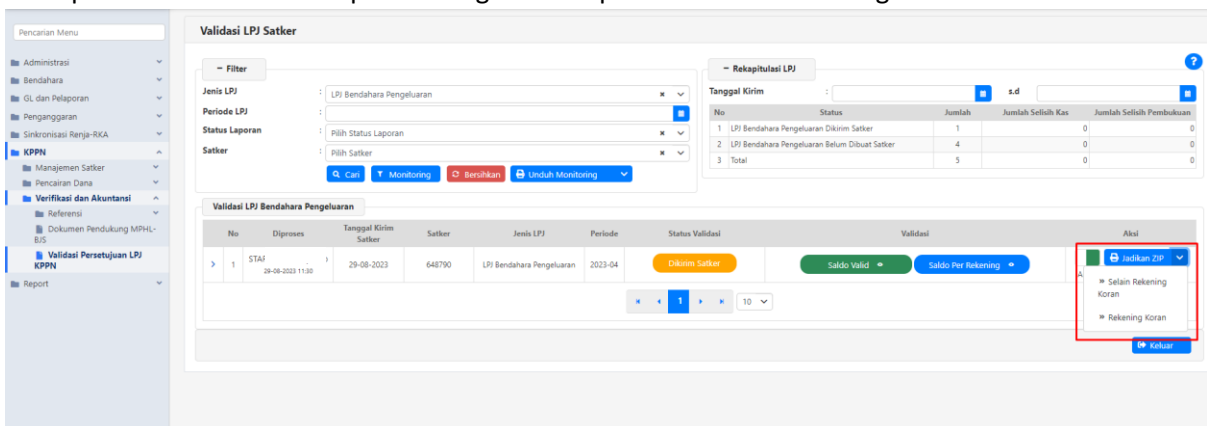 Pencarian Menu
Administrasi
Bendahara
GL dan Pelaporan
Penganggaran
Sinkronisasi Renja-RKA
KPPN
Manajemen Satker
Pencairan Dana
Verifikasi dan Akuntansi
Referensi
Dokumen Pendukung MPHL-
BJS
Validasi Persetujuan LPJ
KPPN
Report
Validasi LPJ Satker
− Filter
Jenis LPJ : LPJ Bendahara Pengeluaran
Periode LPJ :
Status Laporan : Pilih Status Laporan
Satker : Pilih Satker
Cari Monitoring Bersihkan Unduh Monitoring
− Rekapitulasi LPJ
Tanggal Kirim : s.d
No Status Jumlah Jumlah Selisih Kas Jumlah Selisih Pembukuan
1 LPJ Bendahara Pengeluaran Dikirim Satker 1 0 0
2 LPJ Bendahara Pengeluaran Belum Dibuat Satker 4 0 0
3 Total 5 0 0
Validasi LPJ Bendahara Pengeluaran
No Diproses Tanggal Kirim Satker Satker Jenis LPJ Periode Status Validasi Validasi Aksi
1 29-08-2023 11:30 29-08-2023 648790 LPJ Bendahara Pengeluaran 2023-04 Dikirim Satker Saldo Valid Saldo Per Rekening Jadikan ZIP
» Selain Rekening
Koran
» Rekening Koran
1 10
Keluar